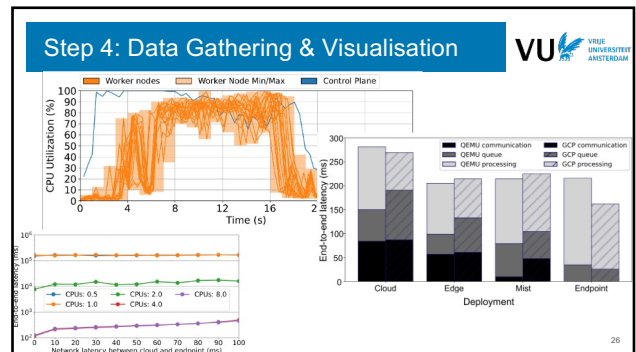 Step 4: Data Gathering & Visualisation
VU VRIJE UNIVERSITEIT AMSTERDAM
Worker nodes Worker Node Min/Max Control Plane
CPU Utilization (%)
100
90
80
70
60
50
40
30
20
10
0
0 4 8 12 16 2
Time (s)
End-to-end latency (ms)
300
250
200
150
100
50
0
QEMU communication GCP communication
QEMU queue GCP queue
QEMU processing GCP processing
Cloud Edge Mist Endpoint
Deployment
End-to-end latency (ms)
10⁶
10⁵
10⁴
10³
10²
CPUs: 0.5 CPUs: 2.0 CPUs: 8.0
CPUs: 1.0 CPUs: 4.0
0 10 20 30 40 50 60 70 80 90 100
Network latency between cloud and endpoint (ms)
26